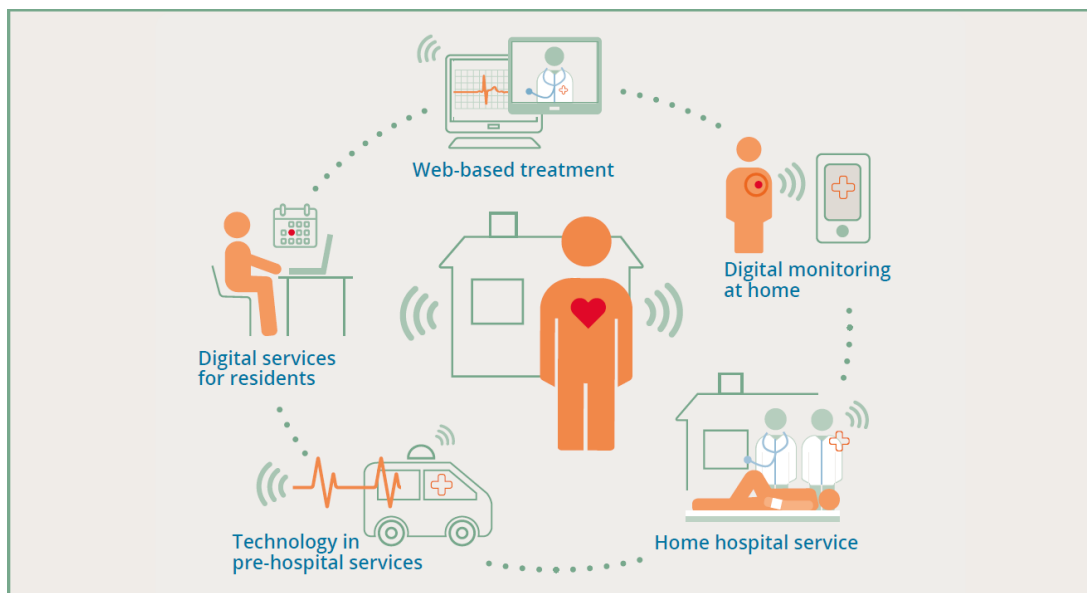 Web-based treatment
Digital monitoring
at home
Digital services
for residents
Technology in
pre-hospital services
Home hospital service